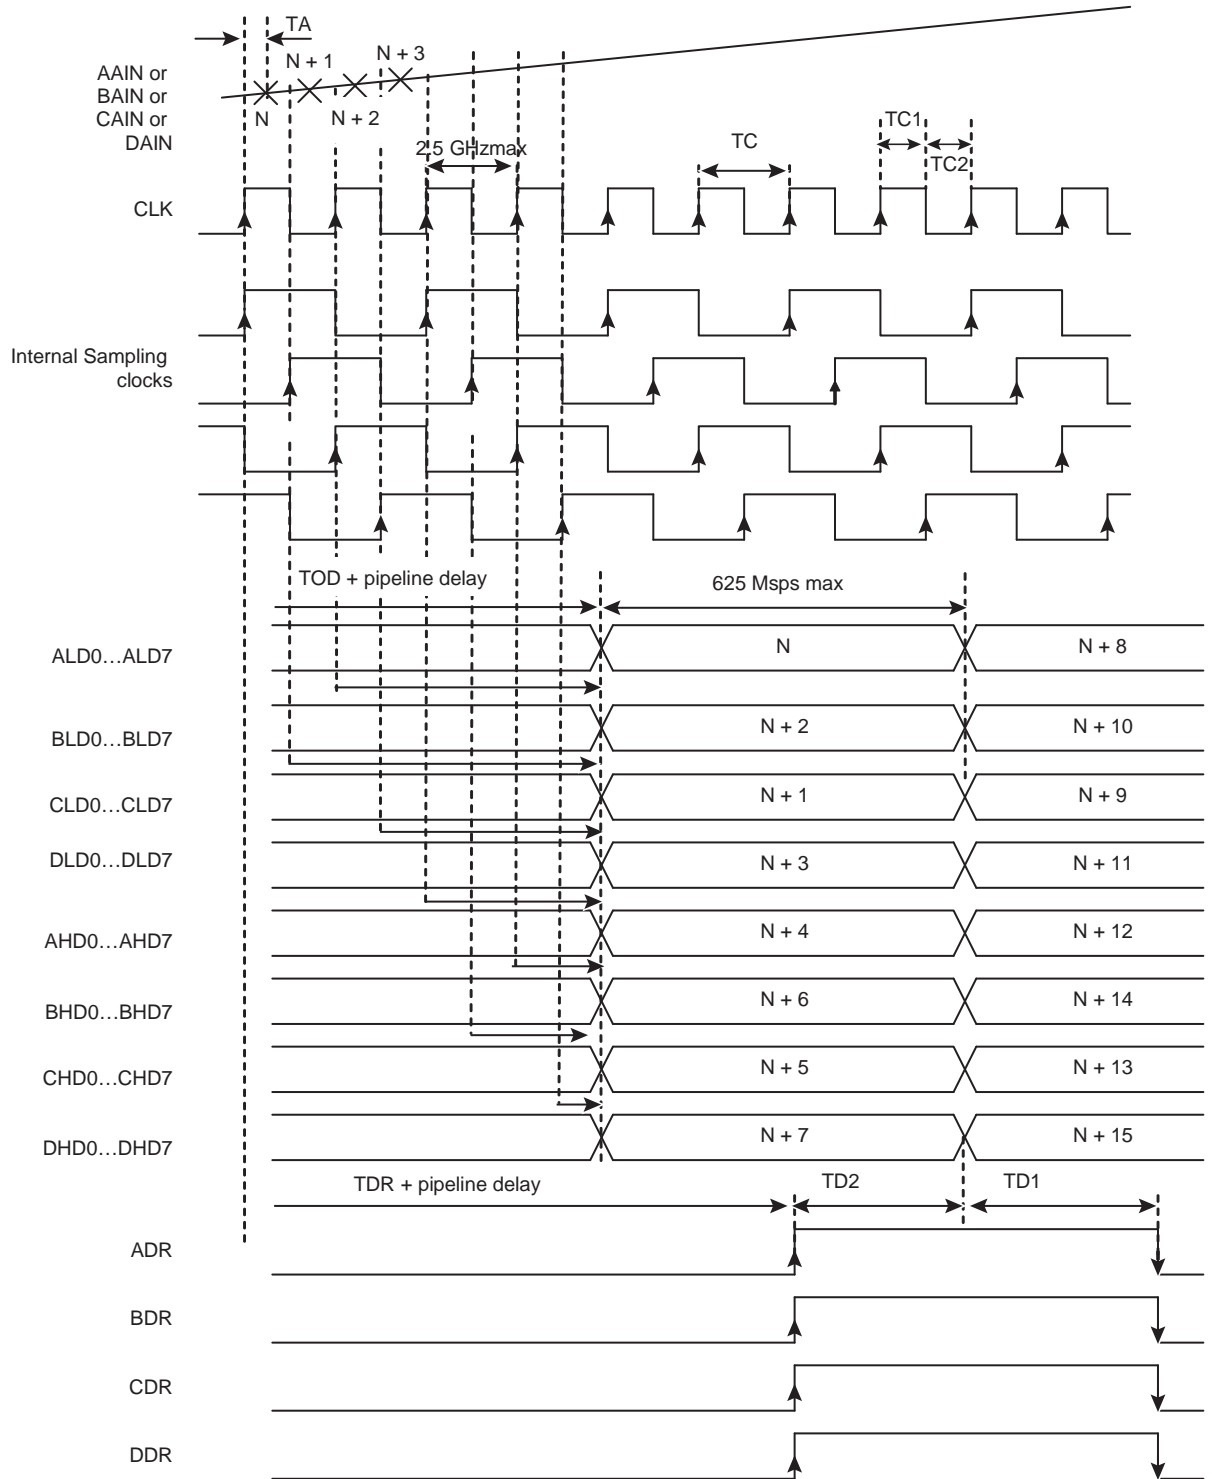 TA
N + 3
N + 1
AAIN or
BAIN or
CAIN or
DAIN
N
N + 2
2.5 GHzmax
TC
TC1
TC2
CLK
Internal Sampling
clocks
TOD + pipeline delay
625 Msps max
ALD0…ALD7
N
N + 8
BLD0…BLD7
N + 2
N + 10
CLD0…CLD7
N + 1
N + 9
DLD0…DLD7
N + 3
N + 11
AHD0…AHD7
N + 4
N + 12
BHD0…BHD7
N + 6
N + 14
CHD0…CHD7
N + 5
N + 13
DHD0…DHD7
N + 7
N + 15
TDR + pipeline delay
TD2
TD1
ADR
BDR
CDR
DDR